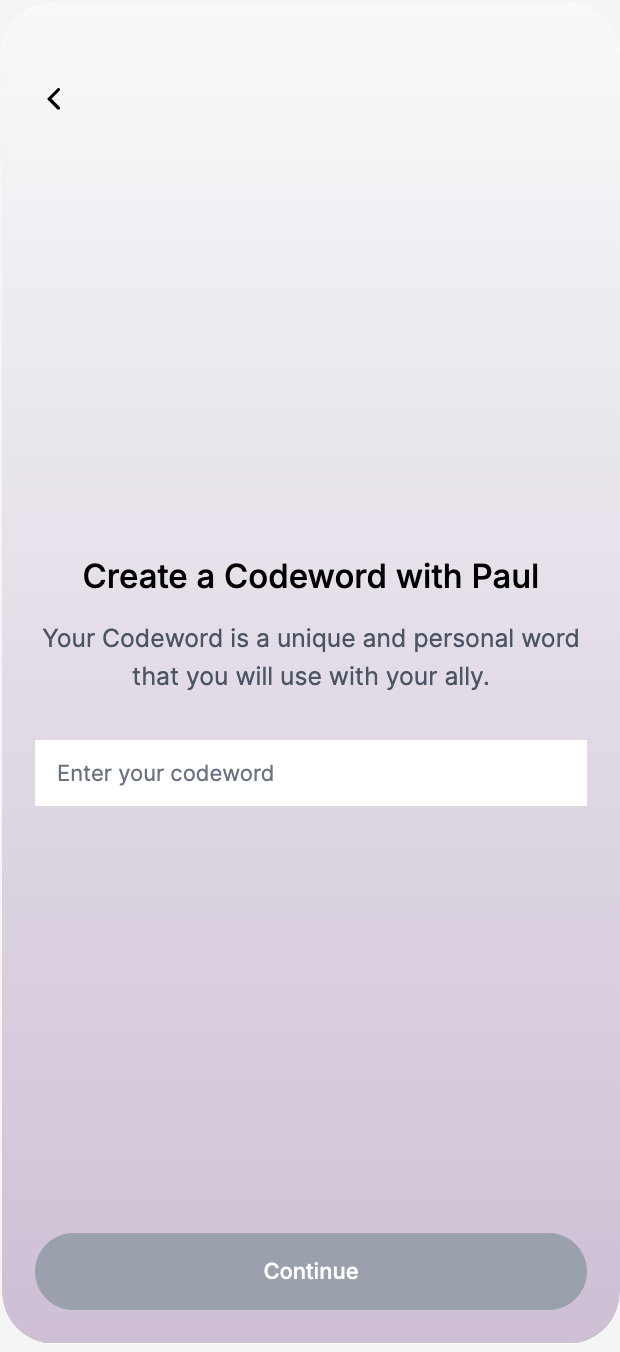 Create a Codeword with Paul
Your Codeword is a unique and personal word
that you will use with your ally.
Enter your codeword
Continue